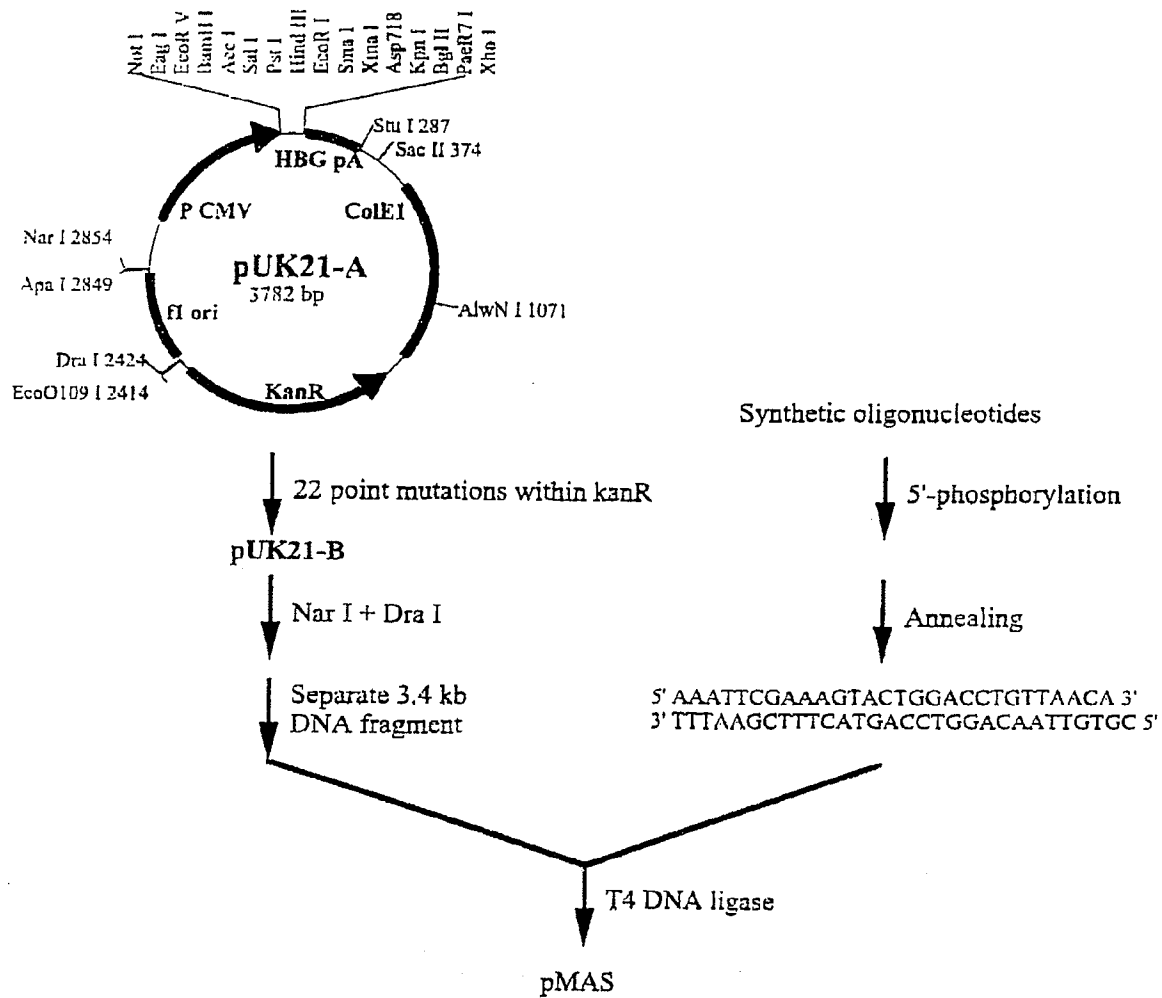 Not I
Eag I
EcoR V
BamH I
Acc I
Sal I
Pst I
Hind III
EcoR I
Sma I
Xma I
Asp718
Kpn I
Bgl II
PaeR7 I
Xho I
Stu I 287
Sac II 374
HBG pA
P CMV
ColE1
Nar I 2854
pUK21-A
3782 bp
Apa I 2849
f1 ori
AlwN I 1071
Dra I 2424
EcoO109 I 2414
KanR
Synthetic oligonucleotides
22 point mutations within kanR
5'-phosphorylation
pUK21-B
Nar I + Dra I
Annealing
Separate 3.4 kb
DNA fragment
5' AAATTCGAAAGTACTGGACCTGTTAACA 3'
3' TTTAAGCTTTCATGACCTGGACAATTGTGC 5'
T4 DNA ligase
pMAS